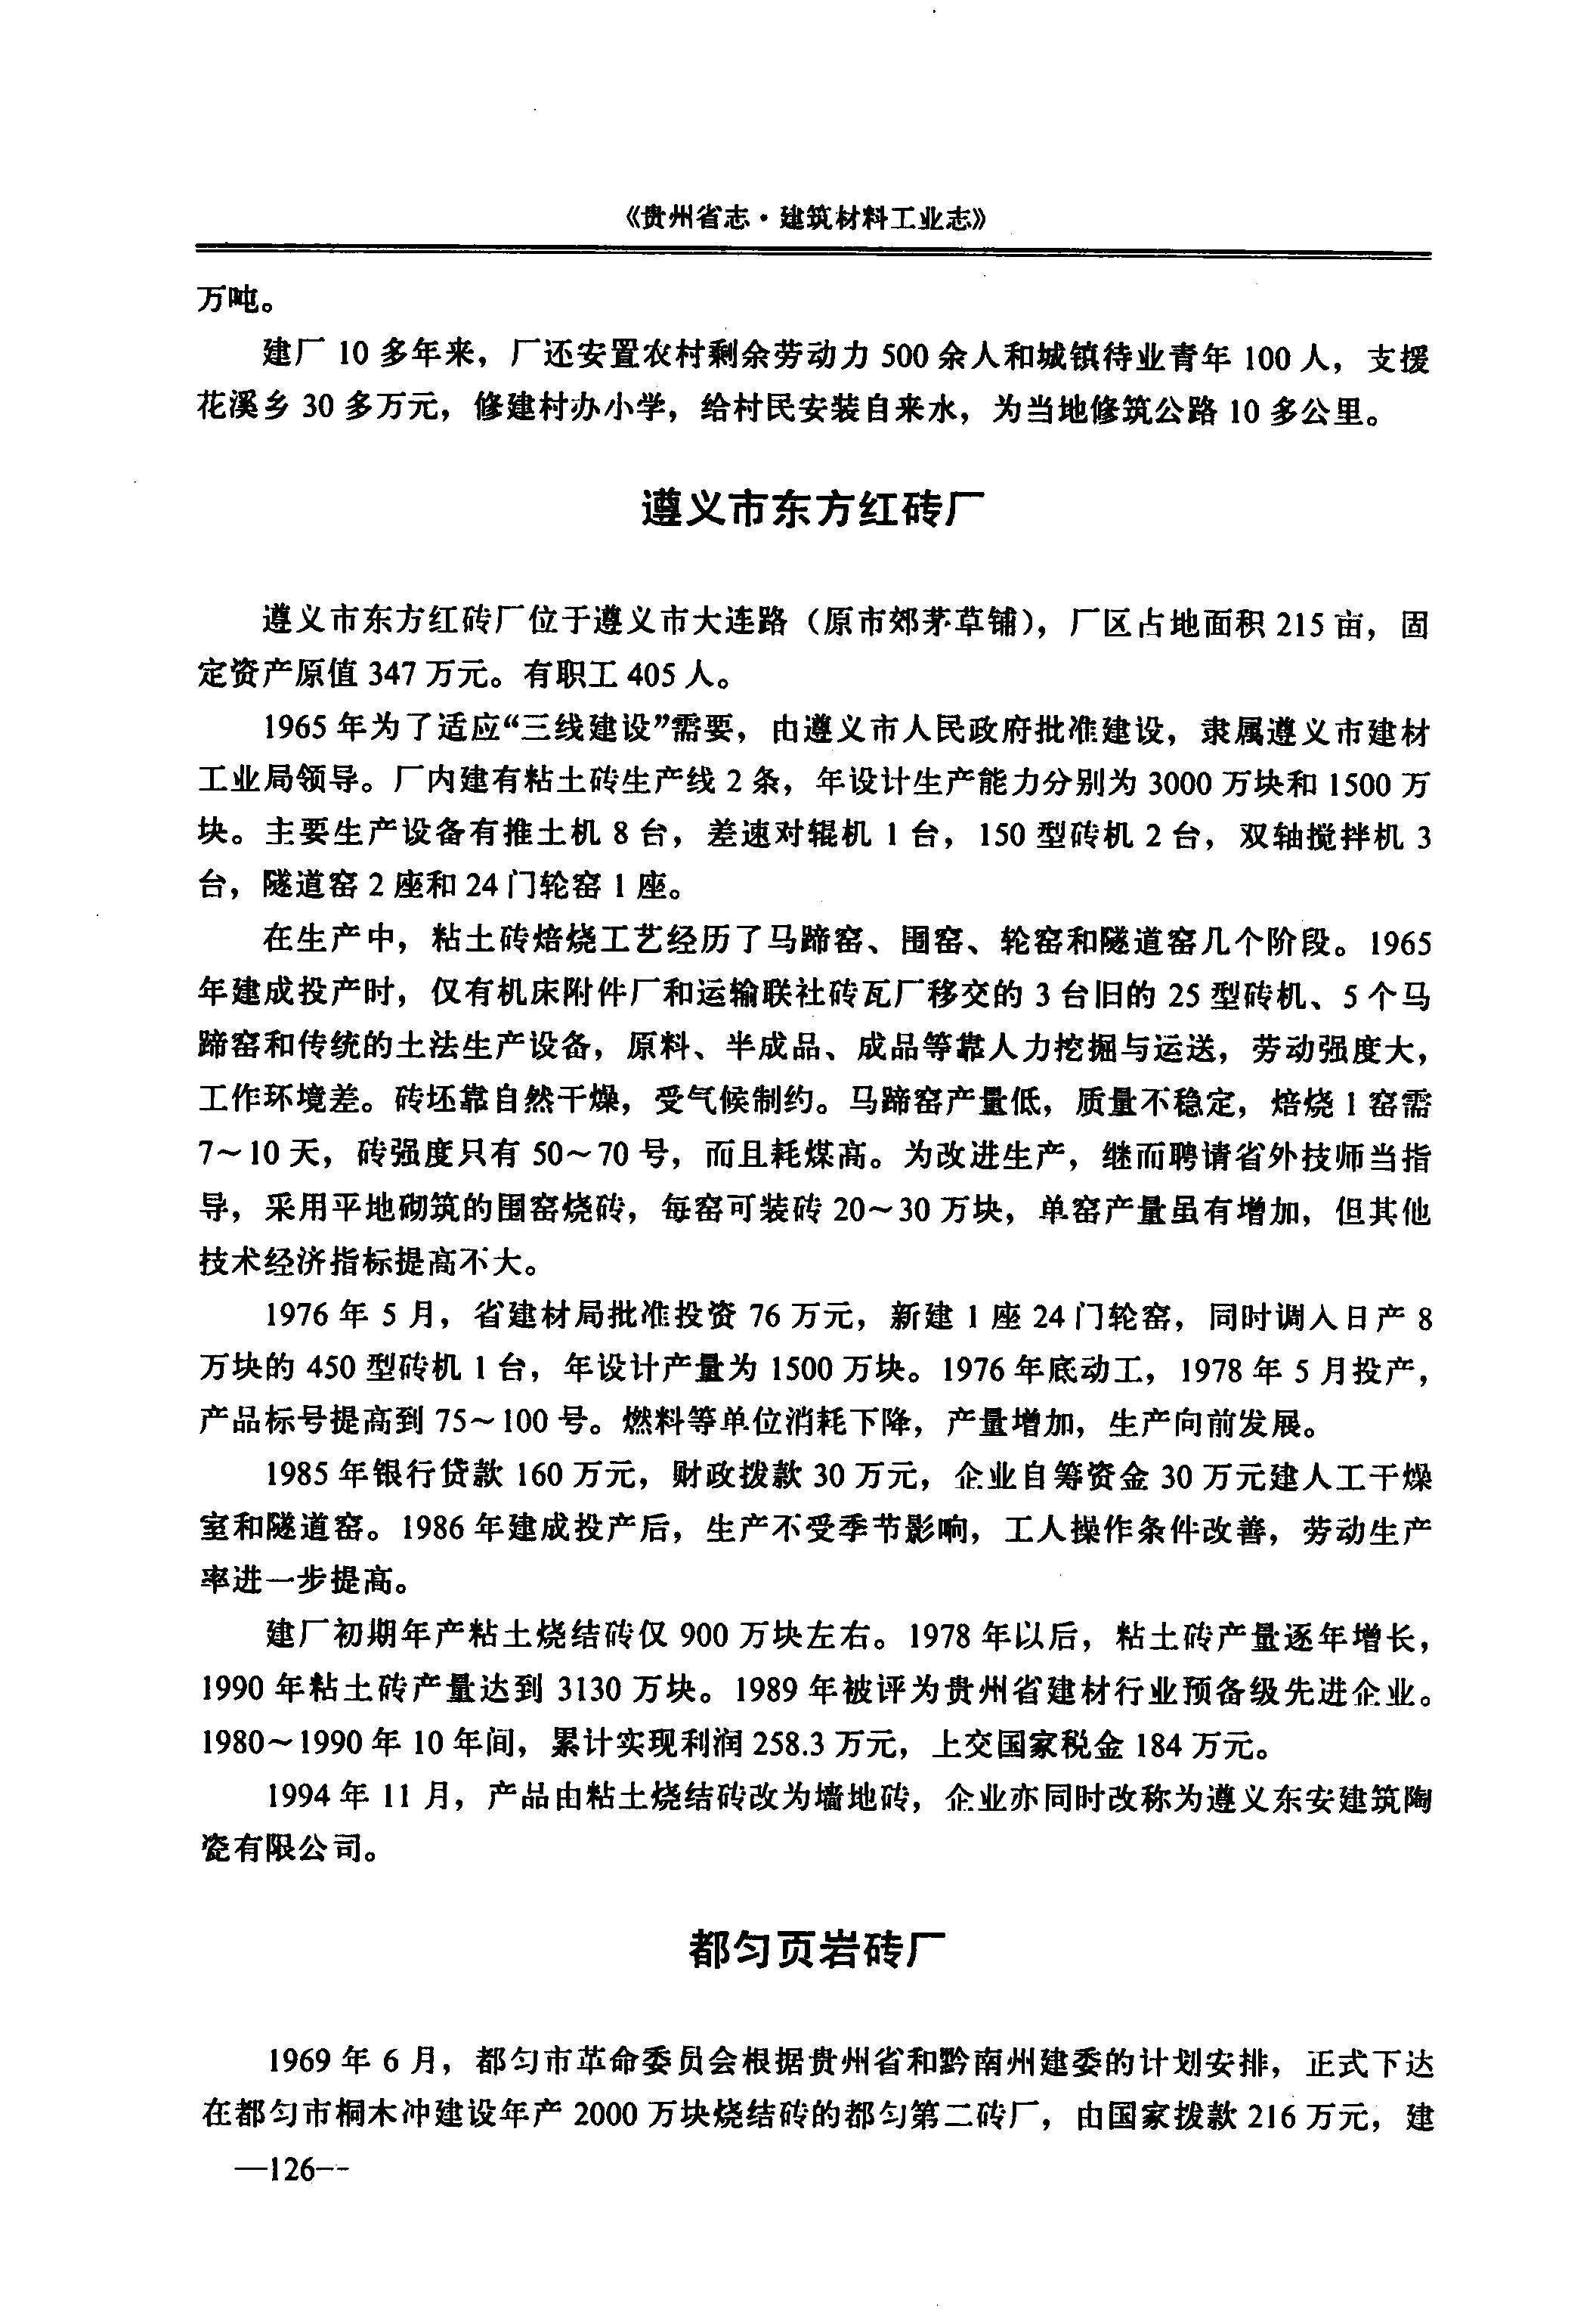 《贵州省志·建筑材料工业志》
万吨。
建厂 10 多年来，厂还安置农村剩余劳动力 500 余人和城镇待业青年 100 人，支援
花溪乡 30 多万元，修建村办小学，给村民安装自来水，为当地修筑公路 10 多公里。
遵义市东方红砖厂
遵义市东方红砖厂位于遵义市大连路（原市郊茅草铺），厂区占地面积 215 亩，固
定资产原值 347 万元。有职工 405 人。
1965 年为了适应“三线建设”需要，由遵义市人民政府批准建设，隶属遵义市建材
工业局领导。厂内建有粘土砖生产线 2 条，年设计生产能力分别为 3000 万块和 1500 万
块。主要生产设备有推土机 8 台，差速对辊机 1 台，150 型砖机 2 台，双轴搅拌机 3
台，隧道窑 2 座和 24 门轮窑 1 座。
在生产中，粘土砖焙烧工艺经历了马蹄窑、围窑、轮窑和隧道窑几个阶段。1965
年建成投产时，仅有机床附件厂和运输联社砖瓦厂移交的 3 台旧的 25 型砖机、5 个马
蹄窑和传统的土法生产设备，原料、半成品、成品等靠人力挖掘与运送，劳动强度大，
工作环境差。砖坯靠自然干燥，受气候制约。马蹄窑产量低，质量不稳定，焙烧 1 窑需
7～10 天，砖强度只有 50～70 号，而且耗煤高。为改进生产，继而聘请省外技师当指
导，采用平地砌筑的围窑烧砖，每窑可装砖 20～30 万块，单窑产量虽有增加，但其他
技术经济指标提高不大。
1976 年 5 月，省建材局批准投资 76 万元，新建 1 座 24 门轮窑，同时调入日产 8
万块的 450 型砖机 1 台，年设计产量为 1500 万块。1976 年底动工，1978 年 5 月投产，
产品标号提高到 75～100 号。燃料等单位消耗下降，产量增加，生产向前发展。
1985 年银行贷款 160 万元，财政拨款 30 万元，企业自筹资金 30 万元建人工干燥
室和隧道窑。1986 年建成投产后，生产不受季节影响，工人操作条件改善，劳动生产
率进一步提高。
建厂初期年产粘土烧结砖仅 900 万块左右。1978 年以后，粘土砖产量逐年增长，
1990 年粘土砖产量达到 3130 万块。1989 年被评为贵州省建材行业预备级先进企业。
1980～1990 年 10 年间，累计实现利润 258.3 万元，上交国家税金 184 万元。
1994 年 11 月，产品由粘土烧结砖改为墙地砖，企业亦同时改称为遵义东安建筑陶
瓷有限公司。
都匀页岩砖厂
1969 年 6 月，都匀市革命委员会根据贵州省和黔南州建委的计划安排，正式下达
在都匀市桐木冲建设年产 2000 万块烧结砖的都匀第二砖厂，由国家拨款 216 万元，建
—126—